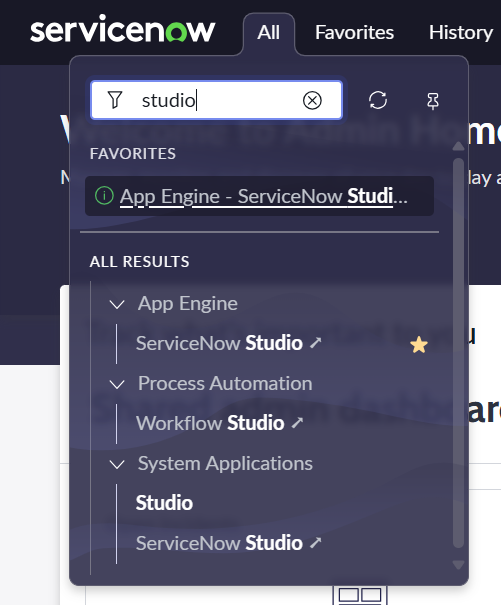 servicenow All Favorites History
studio
FAVORITES
App Engine - ServiceNow Studi...
ALL RESULTS
App Engine
ServiceNow Studio
Process Automation
Workflow Studio
System Applications
Studio
ServiceNow Studio